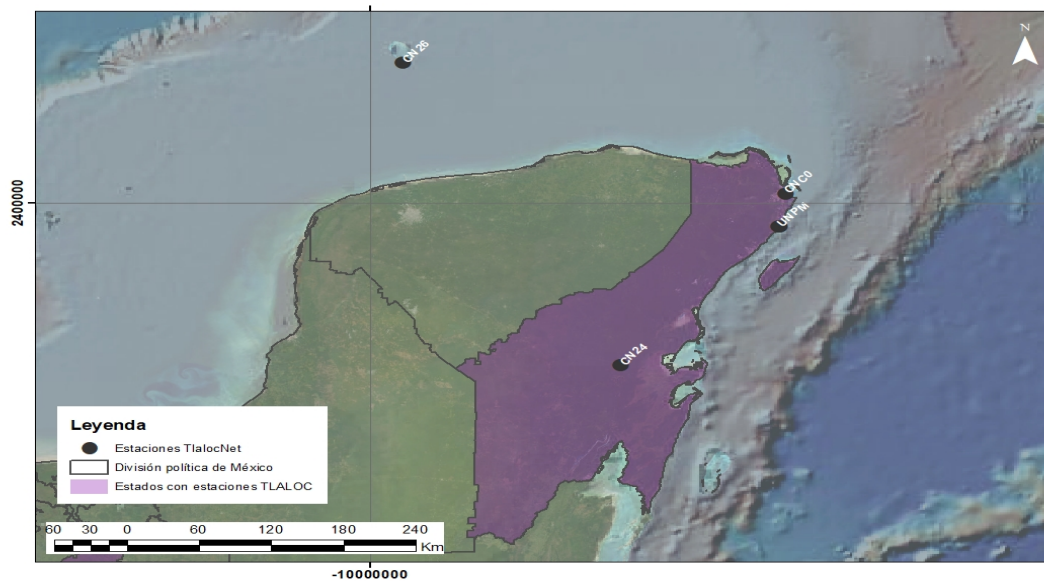 N
CN26
CNC0
UNPM
2400000
CN24
Leyenda
Estaciones TlalocNet
División política de México
Estados con estaciones TLALOC
60 30 0 60 120 180 240
Km
-10000000